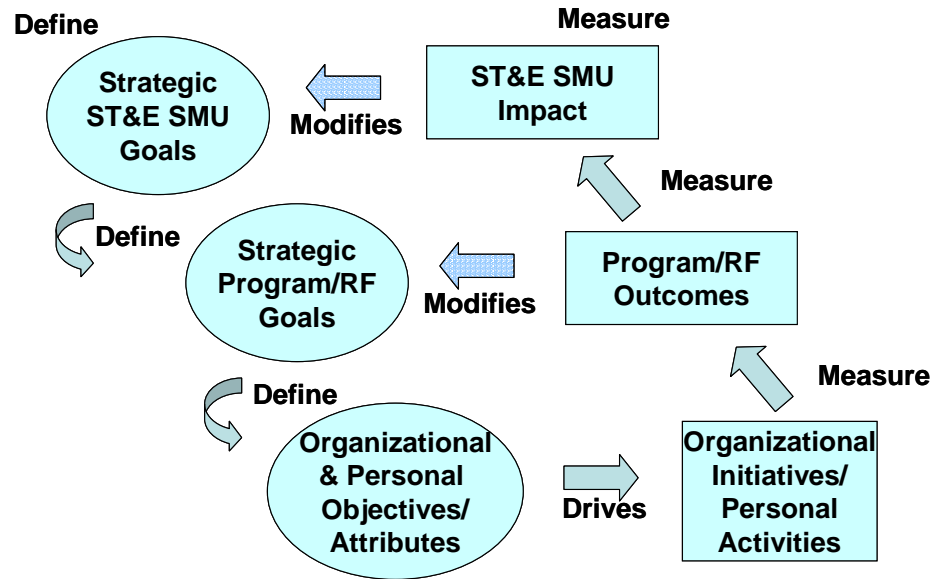 Define
Measure
Strategic
ST&E SMU
Goals
Modifies
ST&E SMU
Impact
Measure
Define
Strategic
Program/RF
Goals
Modifies
Program/RF
Outcomes
Measure
Define
Organizational
& Personal
Objectives/
Attributes
Drives
Organizational
Initiatives/
Personal
Activities